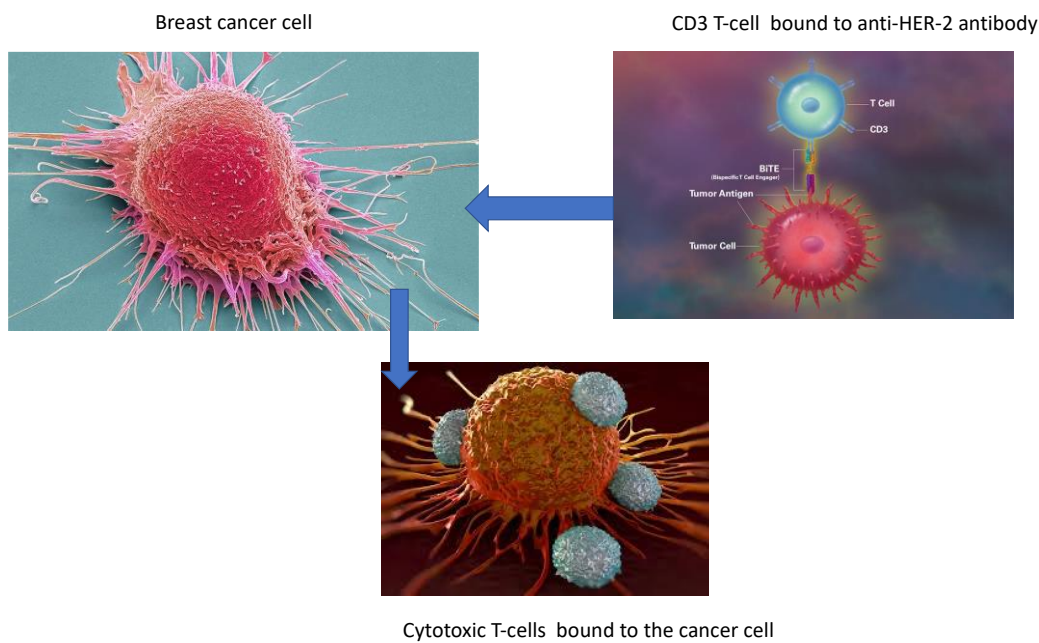 Breast cancer cell
CD3 T-cell  bound to anti-HER-2 antibody
T Cell
CD3
BiTE
(Bispecific T Cell Engager)
Tumor Antigen
Tumor Cell
Cytotoxic T-cells  bound to the cancer cell